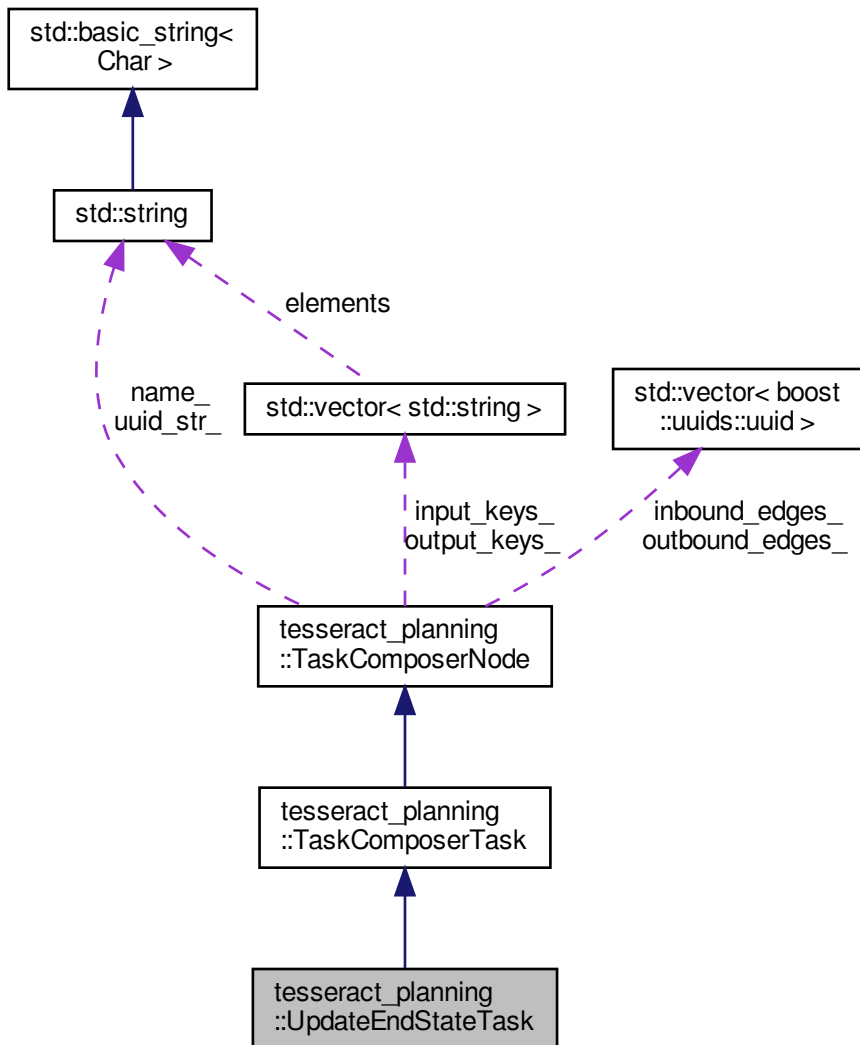 std::basic_string<
Char >
std::string
elements
name_
uuid_str_
std::vector< std::string >
std::vector< boost
::uuids::uuid >
input_keys_
output_keys_
inbound_edges_
outbound_edges_
tesseract_planning
::TaskComposerNode
tesseract_planning
::TaskComposerTask
tesseract_planning
::UpdateEndStateTask